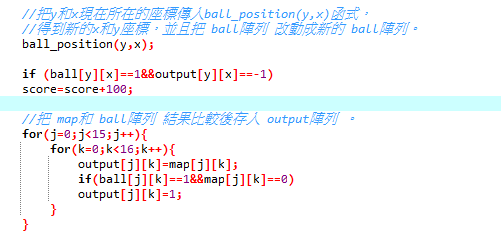 //把y和x現在所在的座標傳入ball_position(y,x)函式。
//得到新的x和y座標。並且把 ball陣列 改動成新的 ball陣列。
ball_position(y,x);
if (ball[y][x]==1&&output[y][x]==-1)
score=score+100;
//把 map和 ball陣列 結果比較後存入 output陣列 。
for(j=0;j<15;j++){
for(k=0;k<16;k++){
output[j][k]=map[j][k];
if(ball[j][k]==1&&map[j][k]==0)
output[j][k]=1;
}
}